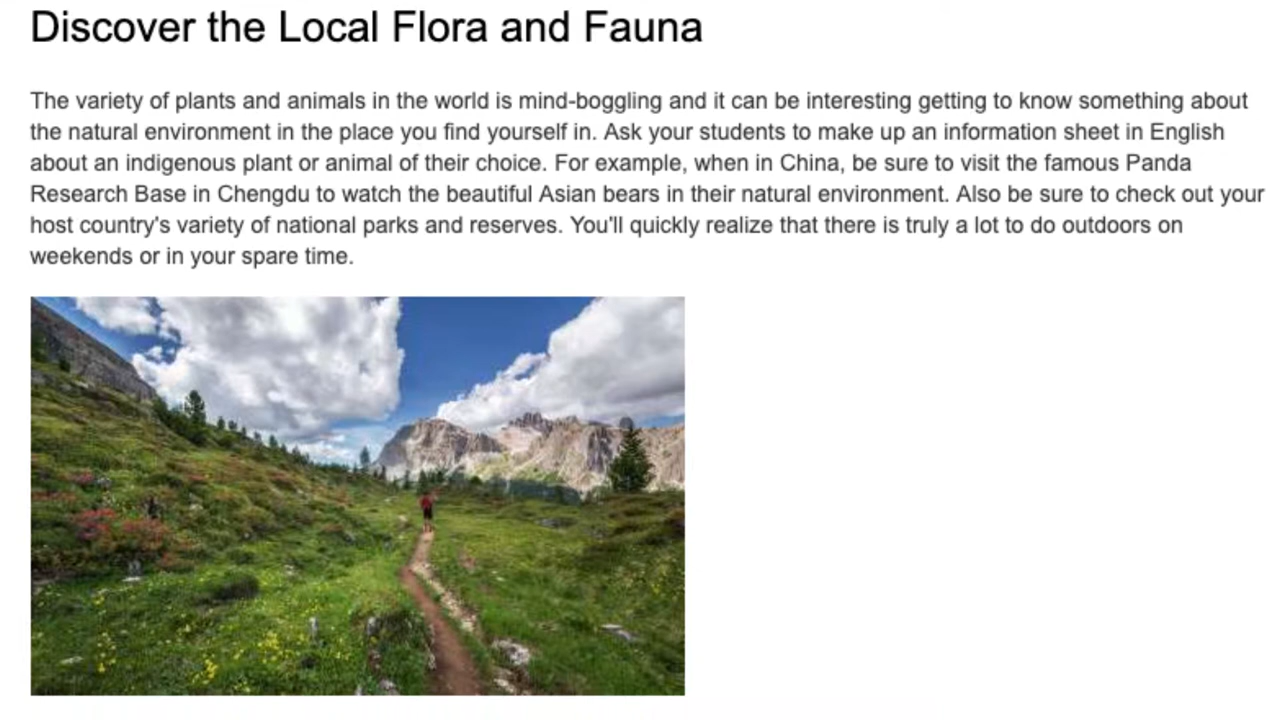 Discover the Local Flora and Fauna
The variety of plants and animals in the world is mind-boggling and it can be interesting getting to know something about
the natural environment in the place you find yourself in. Ask your students to make up an information sheet in English
about an indigenous plant or animal of their choice. For example, when in China, be sure to visit the famous Panda
Research Base in Chengdu to watch the beautiful Asian bears in their natural environment. Also be sure to check out your
host country's variety of national parks and reserves. You'll quickly realize that there is truly a lot to do outdoors on
weekends or in your spare time.